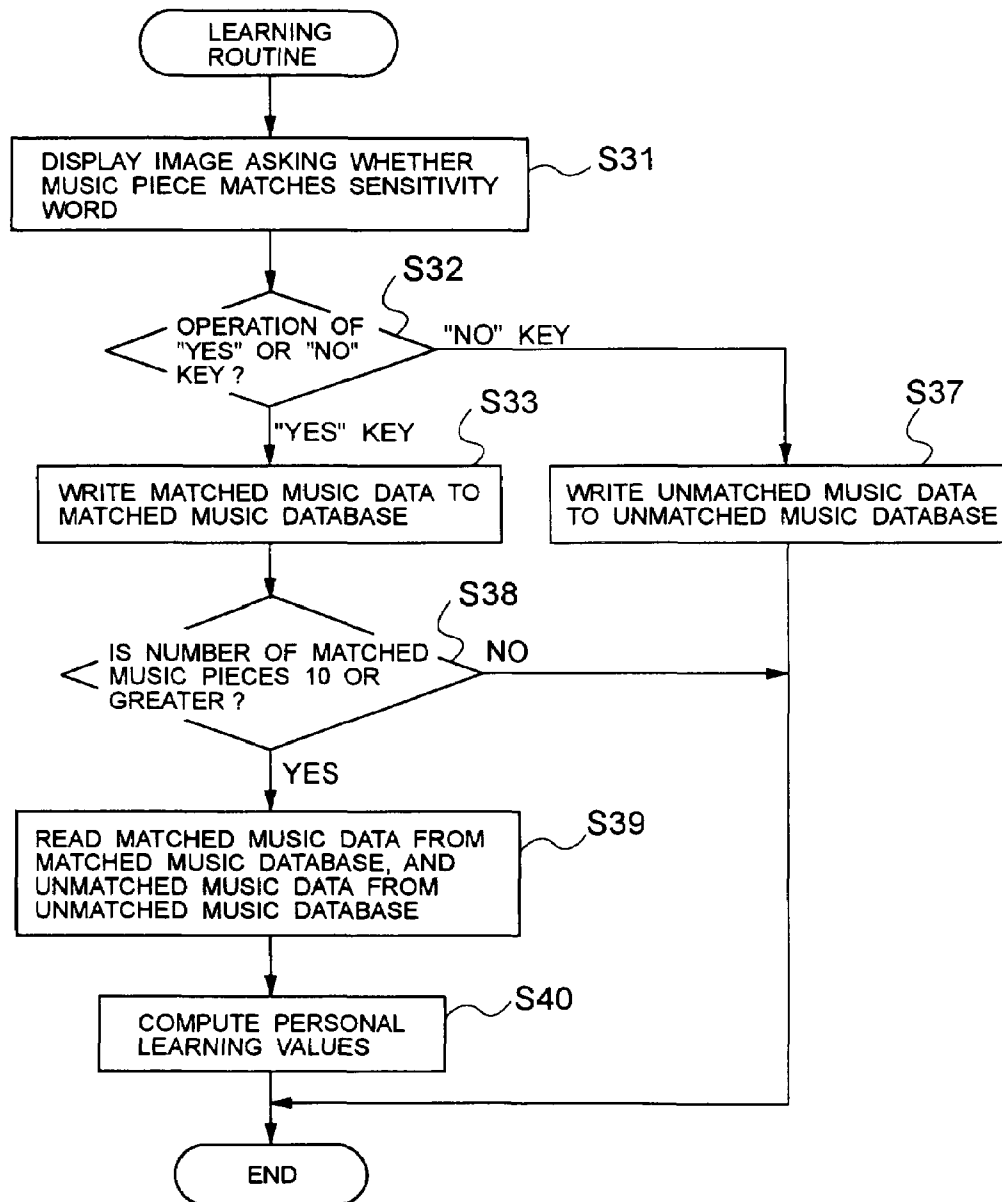 LEARNING
ROUTINE
DISPLAY IMAGE ASKING WHETHER
MUSIC PIECE MATCHES SENSITIVITY
WORD
S31
S32
OPERATION OF
"YES" OR "NO"
KEY ?
"NO" KEY
"YES" KEY
S33
WRITE MATCHED MUSIC DATA TO
MATCHED MUSIC DATABASE
S37
WRITE UNMATCHED MUSIC DATA
TO UNMATCHED MUSIC DATABASE
S38
IS NUMBER OF MATCHED
MUSIC PIECES 10 OR
GREATER ?
NO
YES
S39
READ MATCHED MUSIC DATA FROM
MATCHED MUSIC DATABASE, AND
UNMATCHED MUSIC DATA FROM
UNMATCHED MUSIC DATABASE
S40
COMPUTE PERSONAL
LEARNING VALUES
END